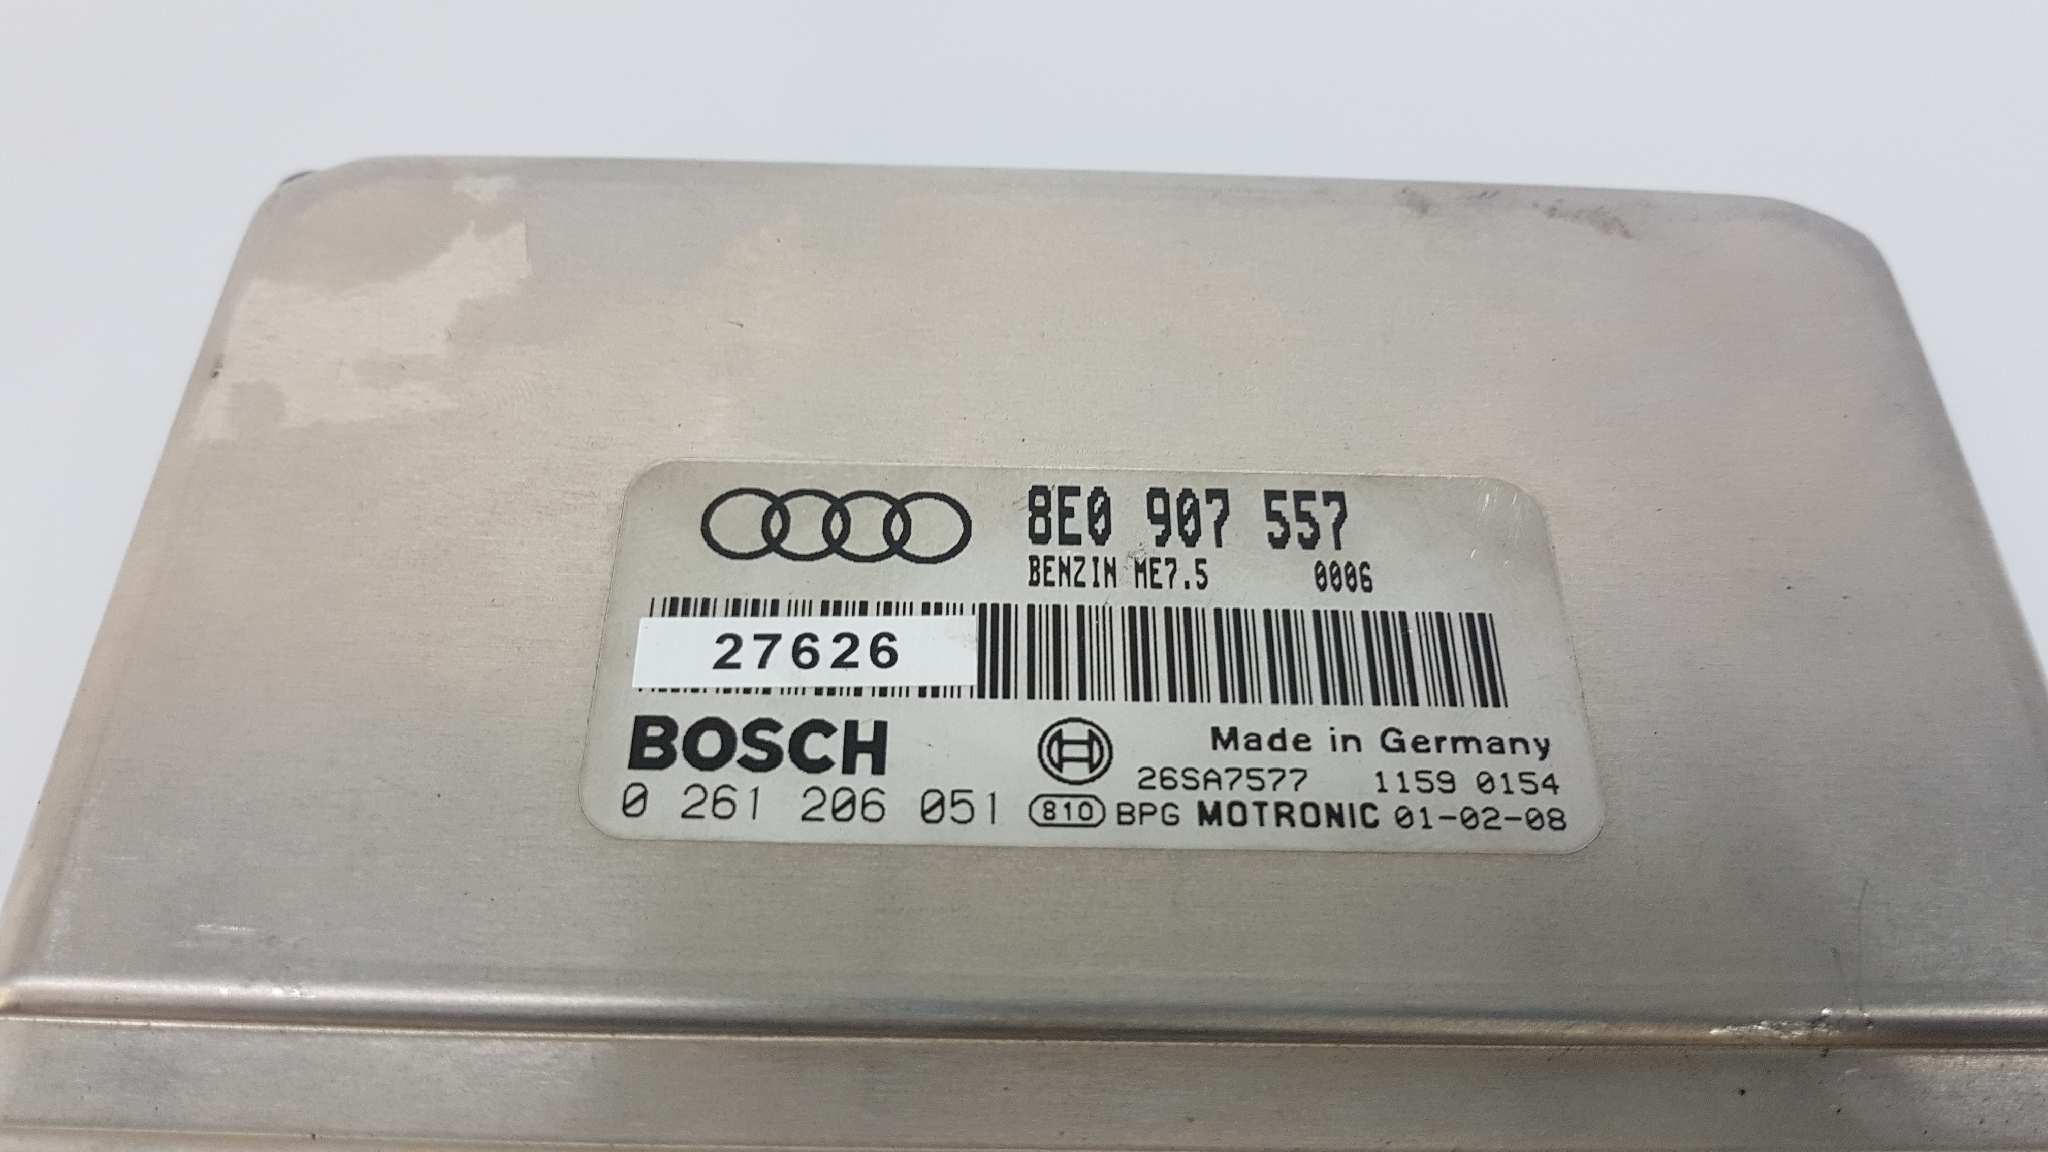 8E0 907 557
BENZIN ME7.5 0006
27626
BOSCH
Made in Germany
26SA7577 1159 0154
0 261 206 051 810 BPG MOTRONIC 01-02-08